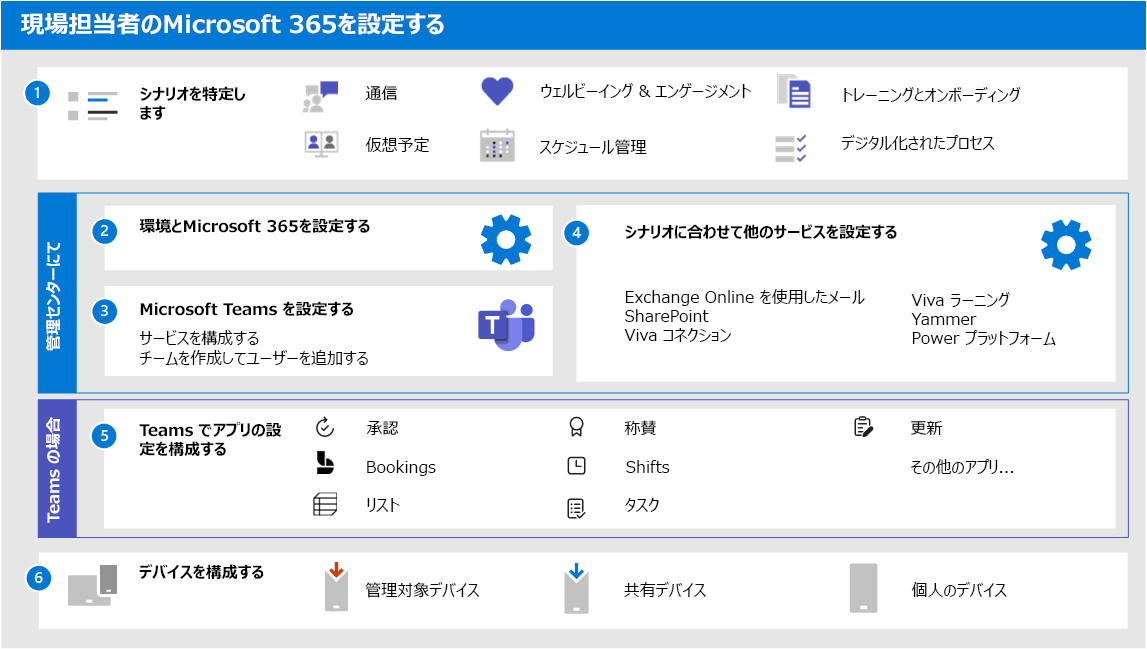 現場担当者のMicrosoft 365を設定する
1
シナリオを特定し
ます
通信
ウェルビーイング & エンゲージメント
トレーニングとオンボーディング
仮想予定
スケジュール管理
デジタル化されたプロセス
管理センターにて
2
環境とMicrosoft 365を設定する
3
Microsoft Teams を設定する
サービスを構成する
チームを作成してユーザーを追加する
T
4
シナリオに合わせて他のサービスを設定する
Exchange Online を使用したメール
SharePoint
Viva コネクション
Viva ラーニング
Yammer
Power プラットフォーム
Teams の場合
5
Teams でアプリの設
定を構成する
承認
称賛
更新
Bookings
Shifts
その他のアプリ...
リスト
タスク
6
デバイスを構成する
管理対象デバイス
共有デバイス
個人のデバイス